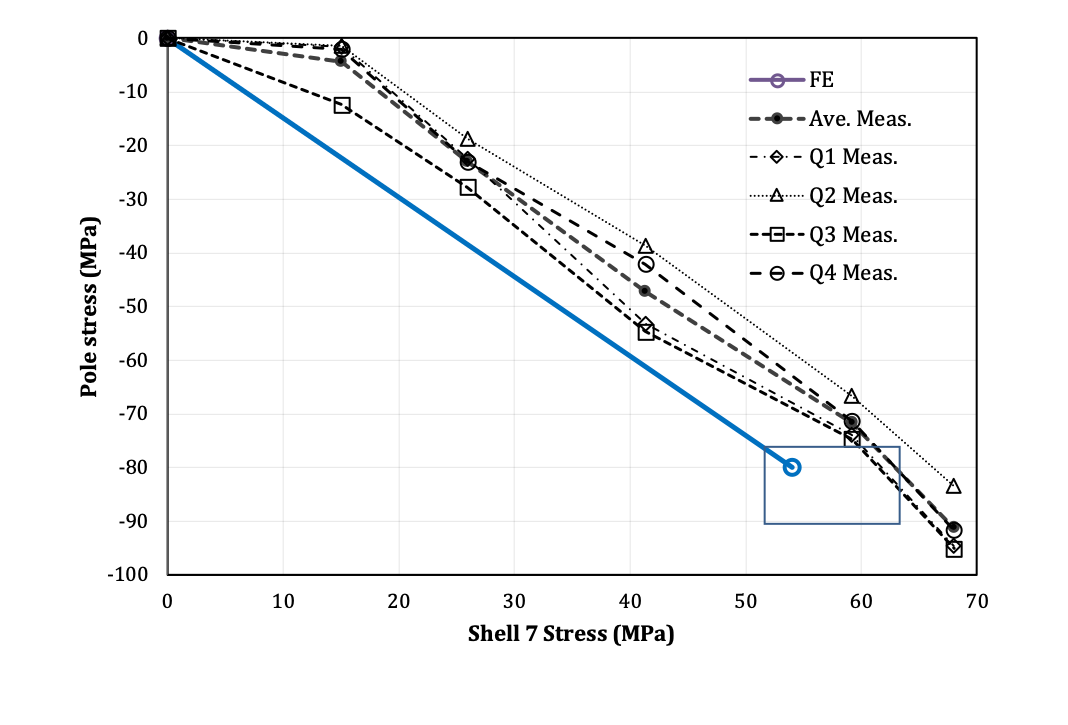 0
-10
-20
-30
-40
-50
-60
-70
-80
-90
-100
Pole stress (MPa)
FE
Ave. Meas.
Q1 Meas.
Q2 Meas.
Q3 Meas.
Q4 Meas.
0 10 20 30 40 50 60 70
Shell 7 Stress (MPa)